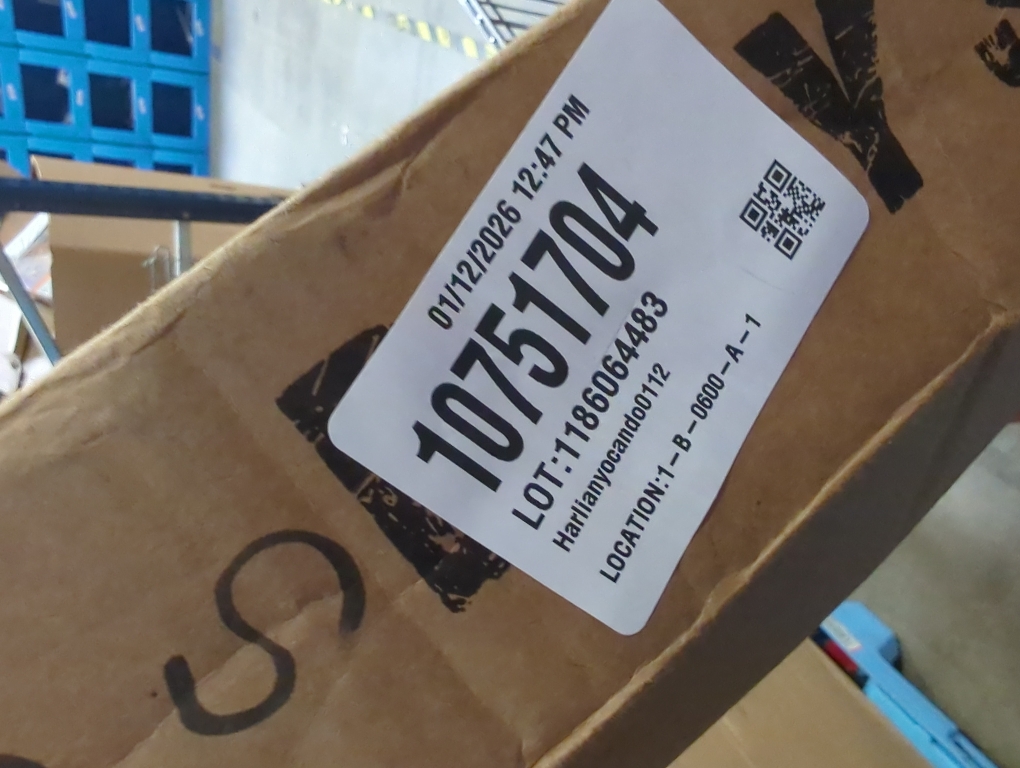 01/12/2026 12:47 PM
10751704
LOT:1186064483
Harlianyocando0112
LOCATION:1-B-0600-A-1
S
Y